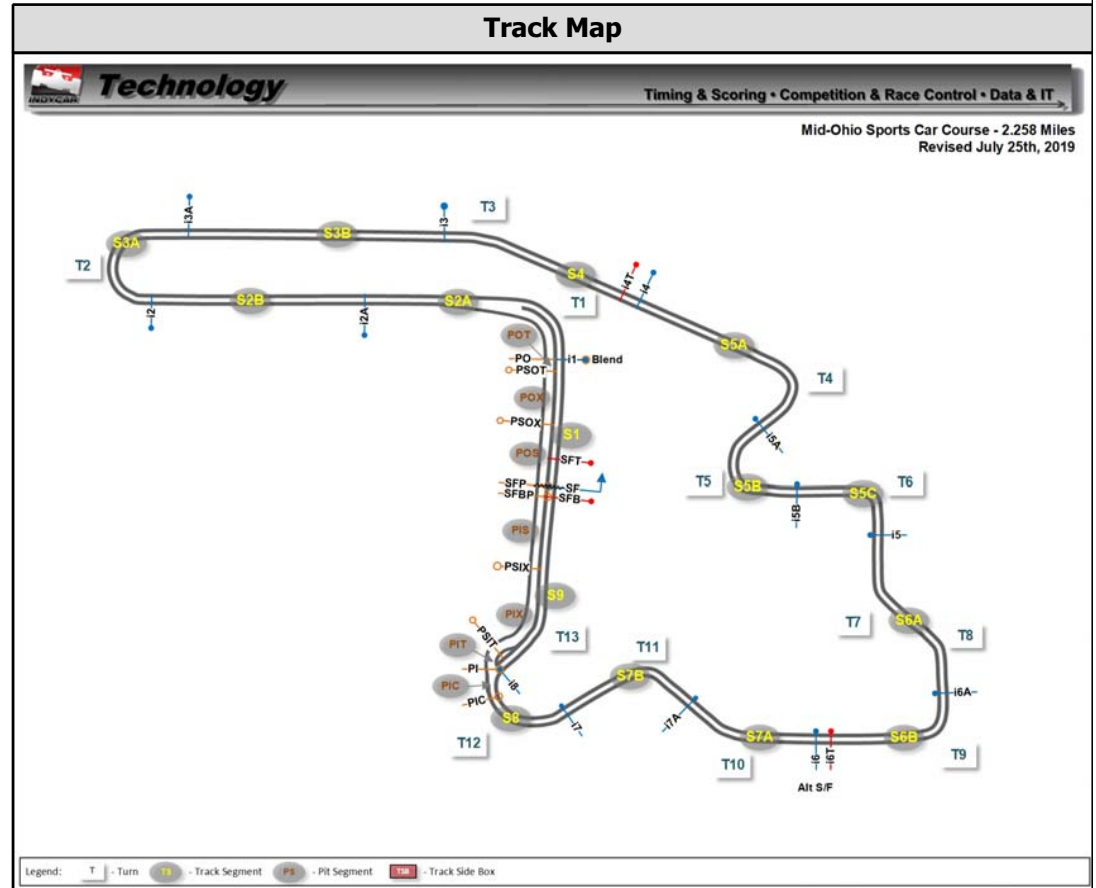 Track Map
INDYCAR Technology
Timing & Scoring • Competition & Race Control • Data & IT
Mid-Ohio Sports Car Course - 2.258 Miles
Revised July 25th, 2019
i3A
i3
T3
S3A
S3B
T2
S4
i4T
i4
T1
i2
S2B
i2A
S2A
S5A
POT
PO
i1
Blend
PSOT
T4
POX
PSOX
S1
i5A
POS
SFT
SFP
SF
SFBP
SFB
T5
S5B
i5B
S5C
T6
PIS
i5
PSIX
S9
PIX
T7
S6A
T8
PSIT
T13
PIT
T11
PI
i8
S7B
PIC
PIC
i6A
S8
i7
i7A
T12
S7A
S6B
T10
i6
i6T
T9
Alt S/F
Legend: T - Turn TS - Track Segment PS - Pit Segment TSB - Track Side Box